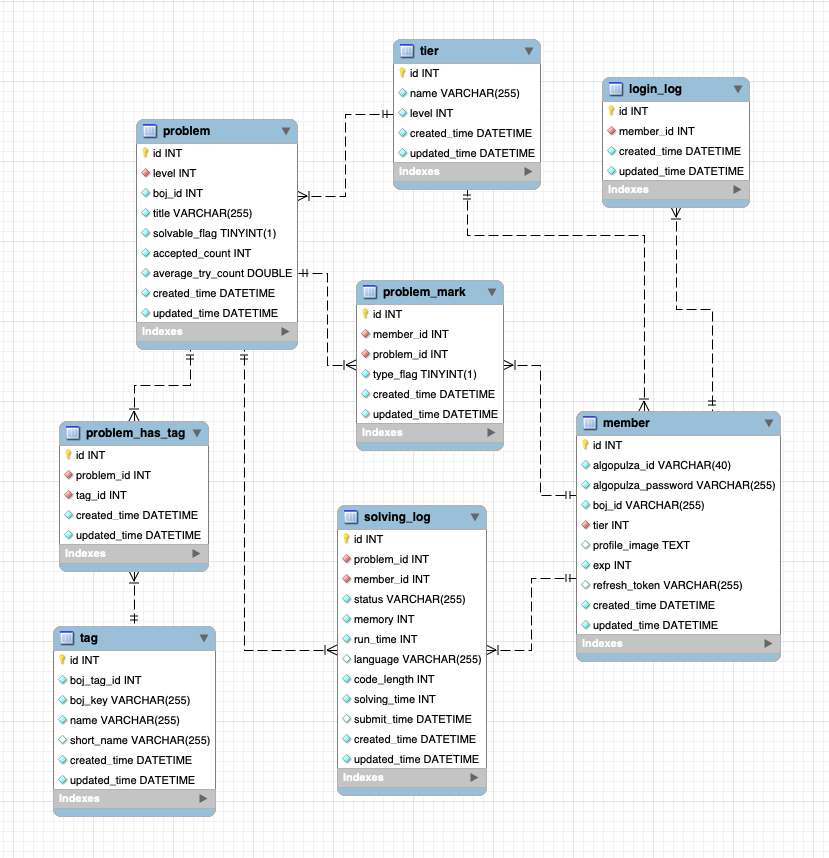 tier
id INT
name VARCHAR(255)
level INT
created_time DATETIME
updated_time DATETIME
Indexes
login_log
id INT
member_id INT
created_time DATETIME
updated_time DATETIME
Indexes
problem
id INT
level INT
boj_id INT
title VARCHAR(255)
solvable_flag TINYINT(1)
accepted_count INT
average_try_count DOUBLE
created_time DATETIME
updated_time DATETIME
Indexes
problem_mark
id INT
member_id INT
problem_id INT
type_flag TINYINT(1)
created_time DATETIME
updated_time DATETIME
Indexes
member
id INT
algopulza_id VARCHAR(40)
algopulza_password VARCHAR(255)
boj_id VARCHAR(255)
tier INT
profile_image TEXT
exp INT
refresh_token VARCHAR(255)
created_time DATETIME
updated_time DATETIME
Indexes
problem_has_tag
id INT
problem_id INT
tag_id INT
created_time DATETIME
updated_time DATETIME
Indexes
solving_log
id INT
problem_id INT
member_id INT
status VARCHAR(255)
memory INT
run_time INT
language VARCHAR(255)
code_length INT
solving_time INT
submit_time DATETIME
created_time DATETIME
updated_time DATETIME
Indexes
tag
id INT
boj_tag_id INT
boj_key VARCHAR(255)
name VARCHAR(255)
short_name VARCHAR(255)
created_time DATETIME
updated_time DATETIME
Indexes